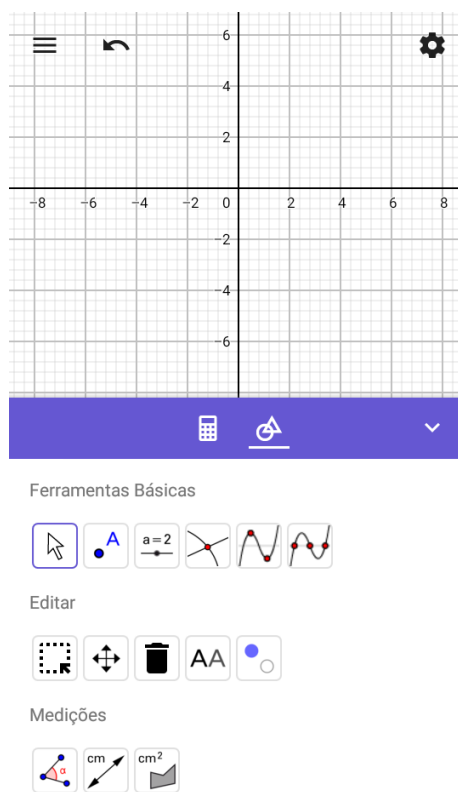 6
4
2
−8 −6 −4 −2 0 2 4 6 8
−2
−4
−6
Ferramentas Básicas
A a=2
Editar
AA
Medições
α cm cm²